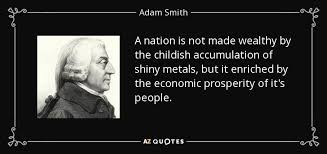 Adam Smith
A nation is not made wealthy by
the childish accumulation of
shiny metals, but it enriched by
the economic prosperity of it's
people.
AZ QUOTES